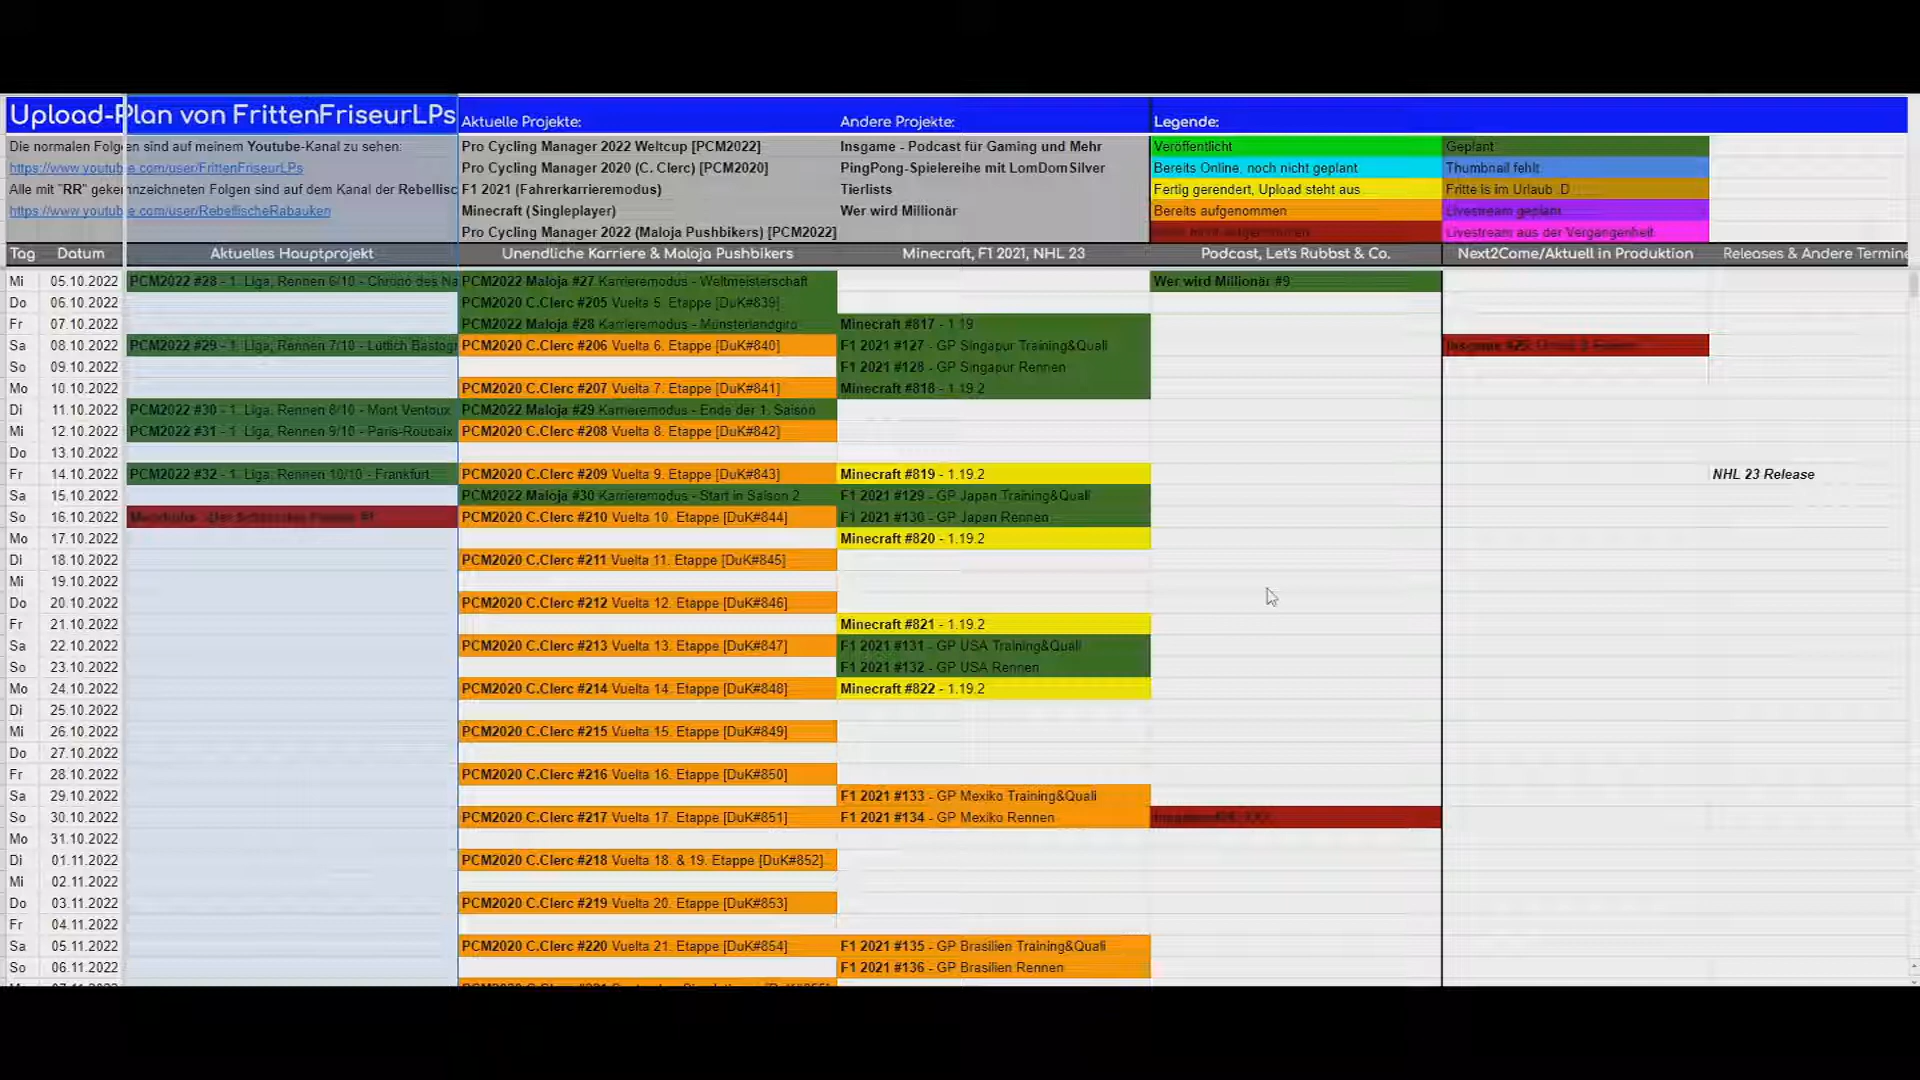 Upload-Plan von FrittenFriseurLPs Aktuelle Projekte: Andere Projekte: Legende:
Die normalen Folgen sind auf meinem Youtube-Kanal zu sehen: Pro Cycling Manager 2022 Weltcup [PCM2022] Insgame - Podcast für Gaming und Mehr Veröffentlicht Geplant
https://www.youtube.com/user/FrittenFriseurLPs Pro Cycling Manager 2020 (C. Clerc) [PCM2020] PingPong-Spielereihe mit LomDomSilver Bereits Online, noch nicht geplant Thumbnail fehlt
Alle mit "RR" gekennzeichneten Folgen sind auf dem Kanal der Rebellisc F1 2021 (Fahrerkarrieremodus) Tierlists Fertig gerendert, Upload steht aus Fritte is im Urlaub :D
https://www.youtube.com/user/RebellischeRabauken Minecraft (Singleplayer) Wer wird Millionär Bereits aufgenommen Livestream geplant
Pro Cycling Manager 2022 (Maloja Pushbikers) [PCM2022] Livestream aus der Vergangenheit
Tag Datum Aktuelles Hauptprojekt Unendliche Karriere & Maloja Pushbikers Minecraft, F1 2021, NHL 23 Podcast, Let's Rubbst & Co. Next2Come/Aktuell in Produktion Releases & Andere Termine
Mi 05.10.2022 PCM2022 #28 - 1. Liga, Rennen 6/10 - Chrono des Na PCM2022 Maloja #27 Karrieremodus - Weltmeisterschaft Wer wird Millionär #9
Do 06.10.2022 PCM2020 C.Clerc #205 Vuelta 5. Etappe [DuK#839]
Fr 07.10.2022 PCM2022 Maloja #28 Karrieremodus - Münsterlandgiro Minecraft #817 - 1.19
Sa 08.10.2022 PCM2022 #29 - 1. Liga, Rennen 7/10 - Lüttich Bastogn PCM2020 C.Clerc #206 Vuelta 6. Etappe [DuK#840] F1 2021 #127 - GP Singapur Training&Quali Insgame #25:
So 09.10.2022 F1 2021 #128 - GP Singapur Rennen
Mo 10.10.2022 PCM2020 C.Clerc #207 Vuelta 7. Etappe [DuK#841] Minecraft #818 - 1.19.2
Di 11.10.2022 PCM2022 #30 - 1. Liga, Rennen 8/10 - Mont Ventoux PCM2022 Maloja #29 Karrieremodus - Ende der 1. Saison
Mi 12.10.2022 PCM2022 #31 - 1. Liga, Rennen 9/10 - Paris-Roubaix PCM2020 C.Clerc #208 Vuelta 8. Etappe [DuK#842]
Do 13.10.2022
Fr 14.10.2022 PCM2022 #32 - 1. Liga, Rennen 10/10 - Frankfurt PCM2020 C.Clerc #209 Vuelta 9. Etappe [DuK#843] Minecraft #819 - 1.19.2 NHL 23 Release
Sa 15.10.2022 PCM2022 Maloja #30 Karrieremodus - Start in Saison 2 F1 2021 #129 - GP Japan Training&Quali
So 16.10.2022 PCM2020 C.Clerc #210 Vuelta 10. Etappe [DuK#844] F1 2021 #130 - GP Japan Rennen
Mo 17.10.2022 Minecraft #820 - 1.19.2
Di 18.10.2022 PCM2020 C.Clerc #211 Vuelta 11. Etappe [DuK#845]
Mi 19.10.2022
Do 20.10.2022 PCM2020 C.Clerc #212 Vuelta 12. Etappe [DuK#846]
Fr 21.10.2022 Minecraft #821 - 1.19.2
Sa 22.10.2022 PCM2020 C.Clerc #213 Vuelta 13. Etappe [DuK#847] F1 2021 #131 - GP USA Training&Quali
So 23.10.2022 F1 2021 #132 - GP USA Rennen
Mo 24.10.2022 PCM2020 C.Clerc #214 Vuelta 14. Etappe [DuK#848] Minecraft #822 - 1.19.2
Di 25.10.2022
Mi 26.10.2022 PCM2020 C.Clerc #215 Vuelta 15. Etappe [DuK#849]
Do 27.10.2022
Fr 28.10.2022 PCM2020 C.Clerc #216 Vuelta 16. Etappe [DuK#850]
Sa 29.10.2022 F1 2021 #133 - GP Mexiko Training&Quali
So 30.10.2022 PCM2020 C.Clerc #217 Vuelta 17. Etappe [DuK#851] F1 2021 #134 - GP Mexiko Rennen
Mo 31.10.2022
Di 01.11.2022 PCM2020 C.Clerc #218 Vuelta 18. & 19. Etappe [DuK#852]
Mi 02.11.2022
Do 03.11.2022 PCM2020 C.Clerc #219 Vuelta 20. Etappe [DuK#853]
Fr 04.11.2022
Sa 05.11.2022 PCM2020 C.Clerc #220 Vuelta 21. Etappe [DuK#854] F1 2021 #135 - GP Brasilien Training&Quali
So 06.11.2022 F1 2021 #136 - GP Brasilien Rennen